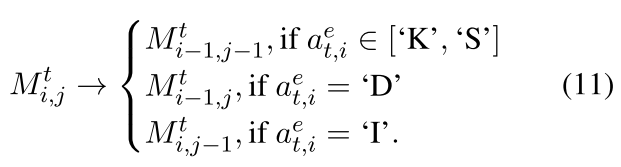 M^t_{i,j} → { M^t_{i−1,j−1}, if a^e_{t,i} ∈ [‘K’, ‘S’]
M^t_{i−1,j}, if a^e_{t,i} = ‘D’
M^t_{i,j−1}, if a^e_{t,i} = ‘I’.
(11)